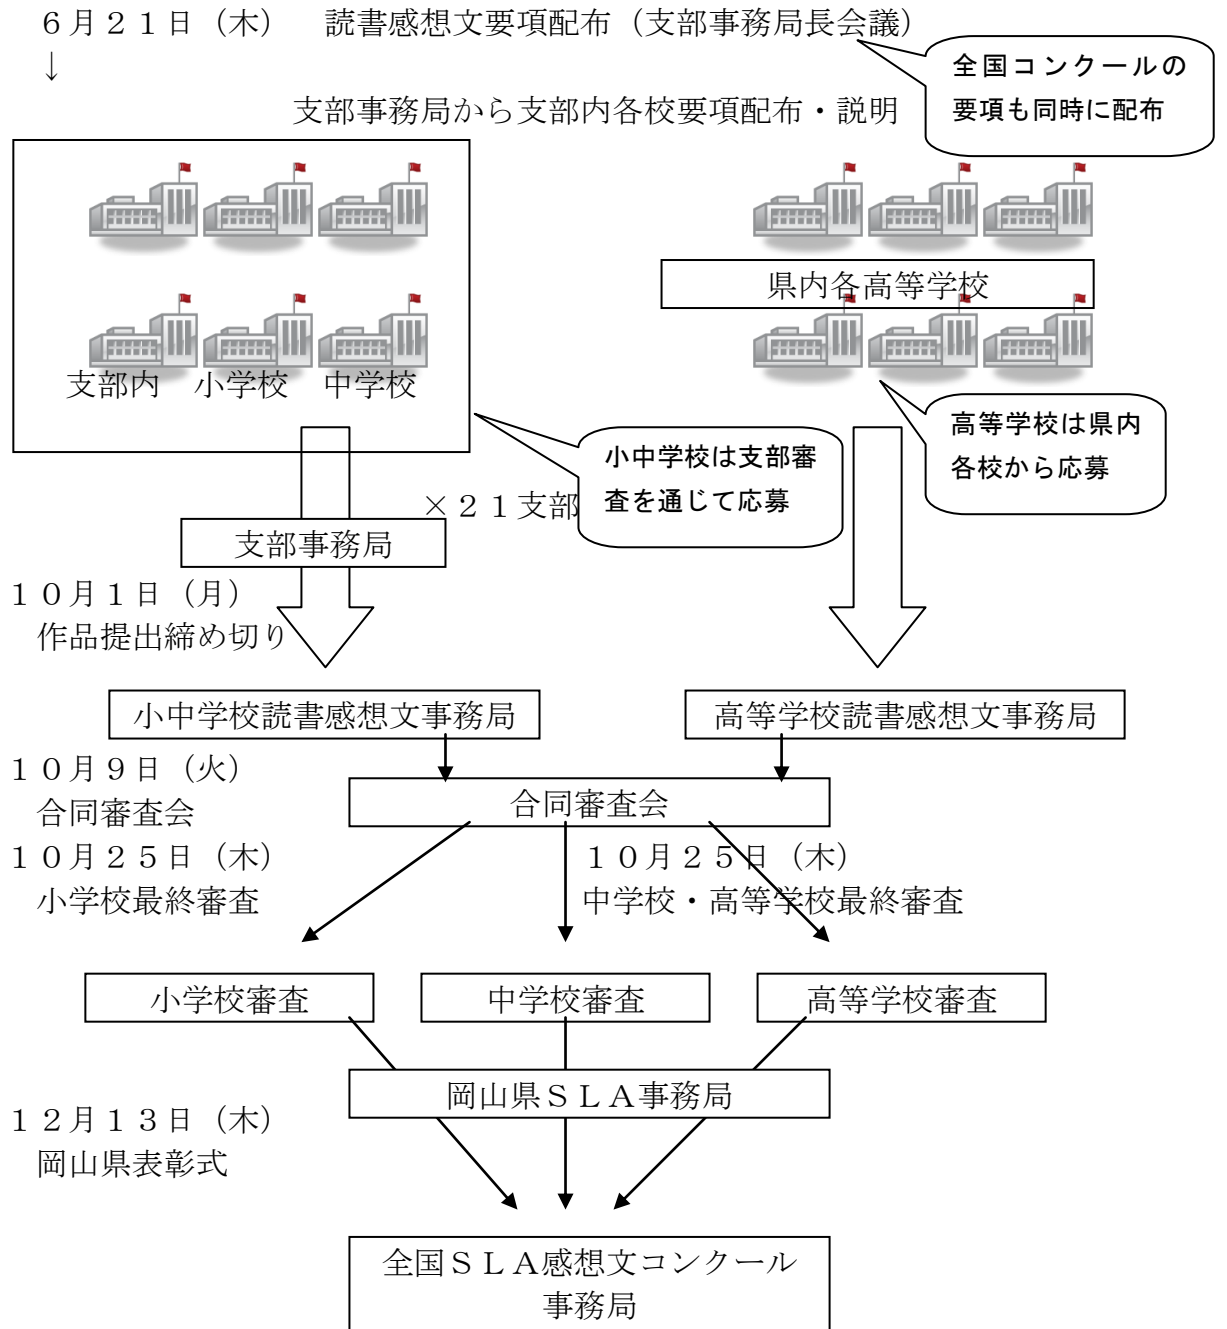 ６月２１日（木）　読書感想文要項配布（支部事務局長会議）
↓
全国コンクールの
要項も同時に配布
支部事務局から支部内各校要項配布・説明
県内各高等学校
支部内　小学校　中学校
高等学校は県内
各校から応募
小中学校は支部審
査を通じて応募
×２１支部
支部事務局
１０月１日（月）
作品提出締め切り
小中学校読書感想文事務局
高等学校読書感想文事務局
１０月９日（火）
合同審査会
合同審査会
１０月２５日（木）
小学校最終審査
１０月２５日（木）
中学校・高等学校最終審査
小学校審査
中学校審査
高等学校審査
岡山県ＳＬＡ事務局
１２月１３日（木）
岡山県表彰式
全国ＳＬＡ感想文コンクール
事務局